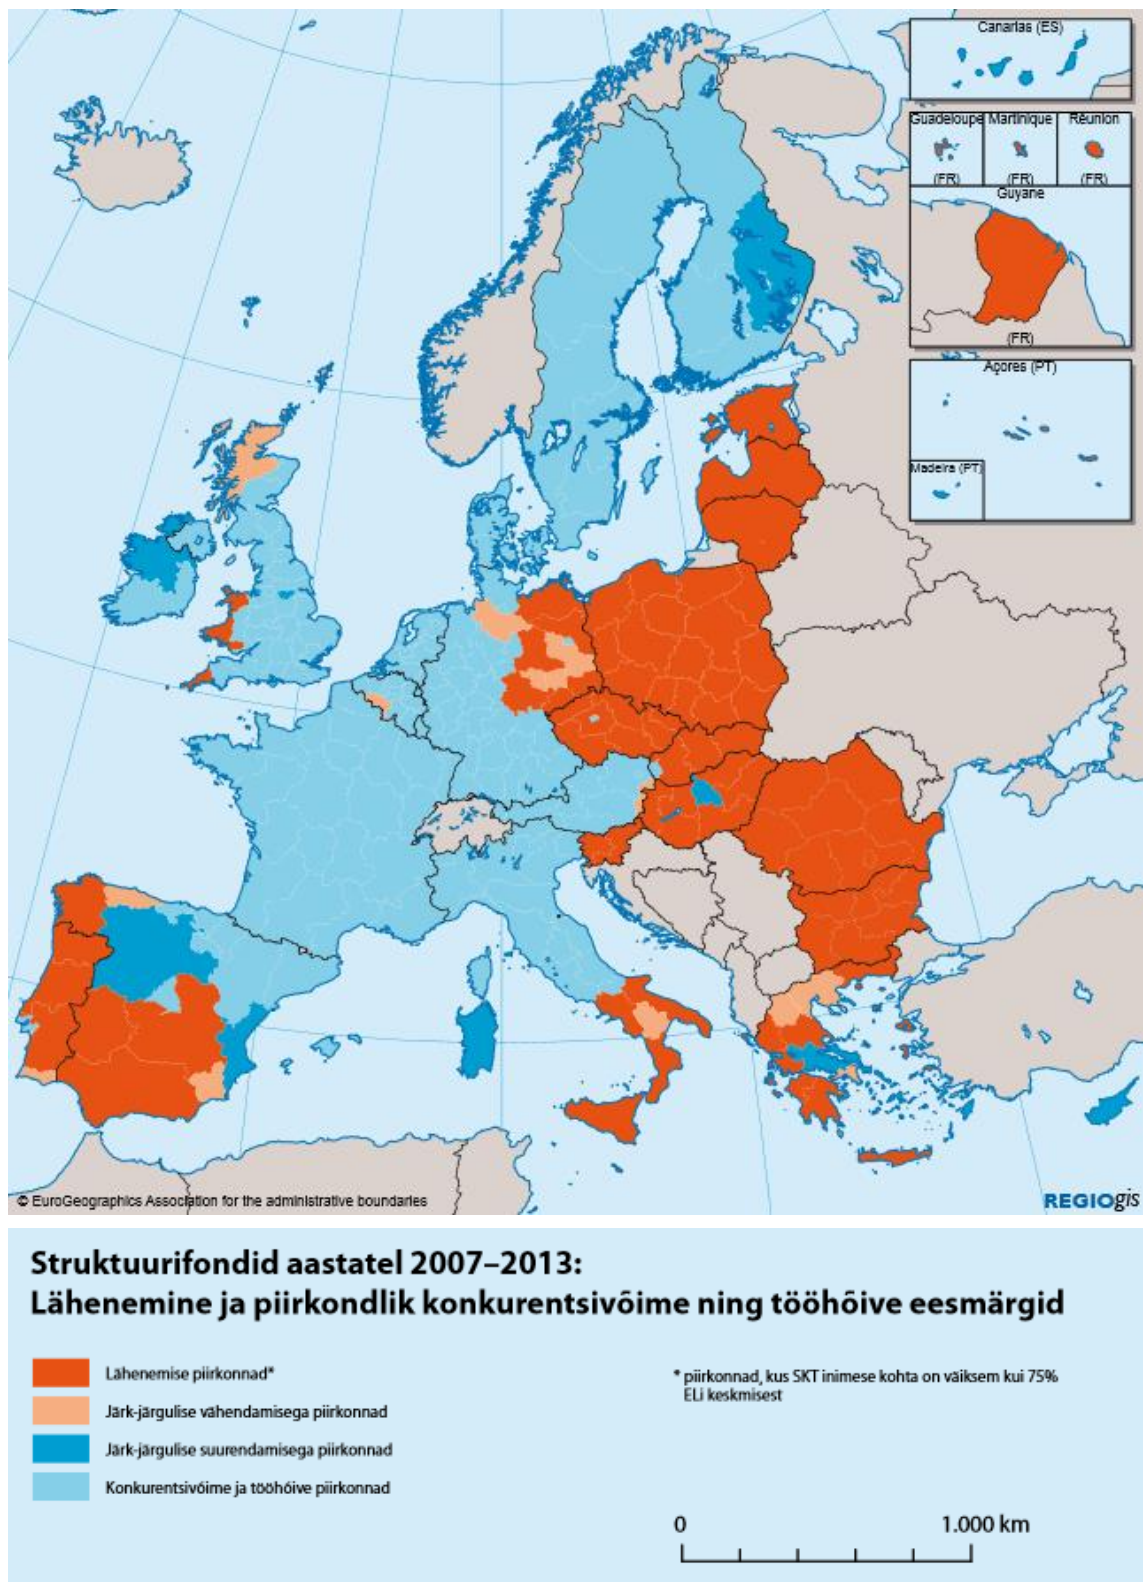 Canarias (ES)
Guadeloupe Martinique Réunion
(FR) (FR) (FR)
Guyane
(FR)
Açores (PT)
Madeira (PT)
© EuroGeographics Association for the administrative boundaries
REGIOgis
Struktuurifondid aastatel 2007–2013:
Lähenemine ja piirkondlik konkurentsivõime ning tööhõive eesmärgid
Lähenemise piirkonnad*
Järk-järgulise vähendamisega piirkonnad
Järk-järgulise suurendamisega piirkonnad
Konkurentsivõime ja tööhõive piirkonnad
* piirkonnad, kus SKT inimese kohta on väiksem kui 75%
ELi keskmisest
0 1.000 km